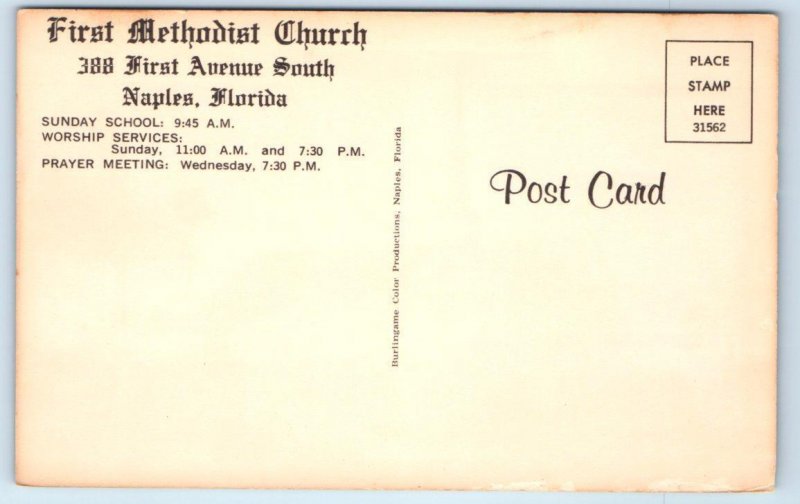 First Methodist Church
388 First Avenue South
Naples, Florida
SUNDAY SCHOOL: 9:45 A.M.
WORSHIP SERVICES:
Sunday, 11:00 A.M. and 7:30 P.M.
PRAYER MEETING: Wednesday, 7:30 P.M.
Burlingame Color Productions, Naples, Florida
PLACE
STAMP
HERE
31562
Post Card